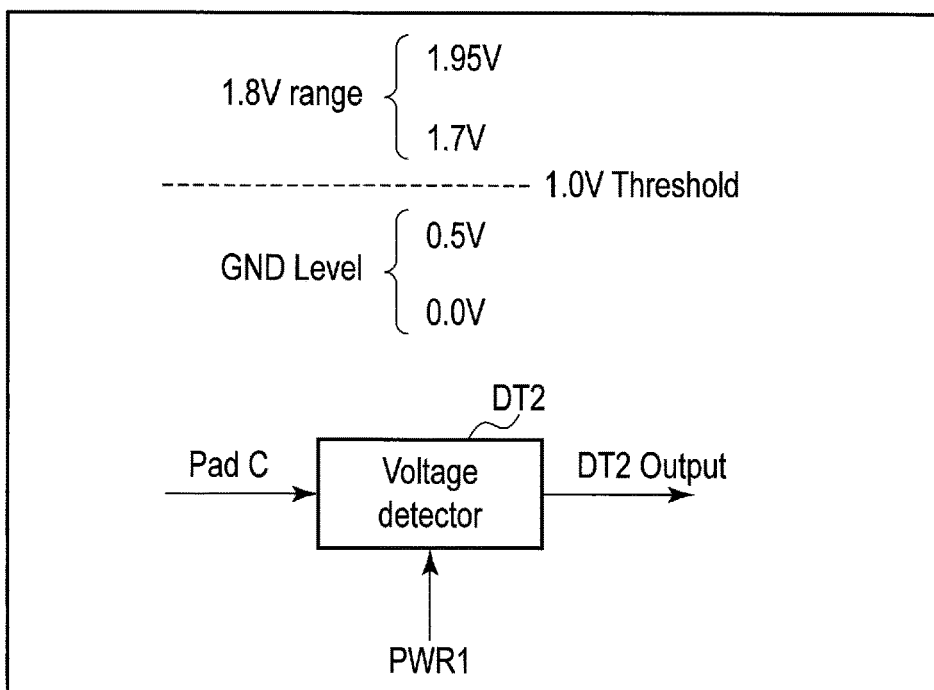 1.95V
1.8V range
1.7V
1.0V Threshold
0.5V
GND Level
0.0V
DT2
Pad C
Voltage
detector
DT2 Output
PWR1